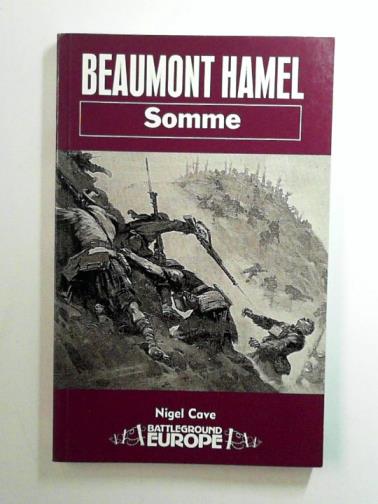 BEAUMONT HAMEL
Somme
Nigel Cave
BATTLEGROUND
EUROPE